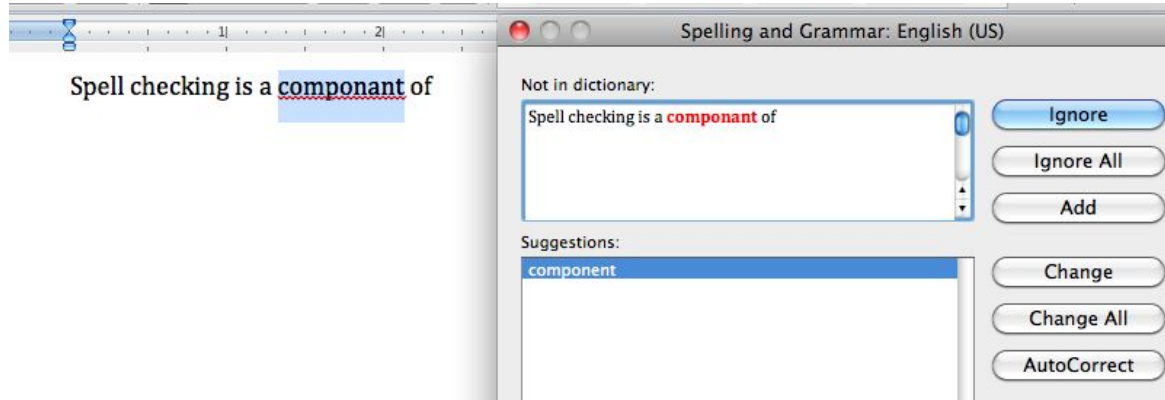 1
2
Spell checking is a componant of
Spelling and Grammar: English (US)
Not in dictionary:
Spell checking is a componant of
Ignore
Ignore All
Add
Suggestions:
component
Change
Change All
AutoCorrect